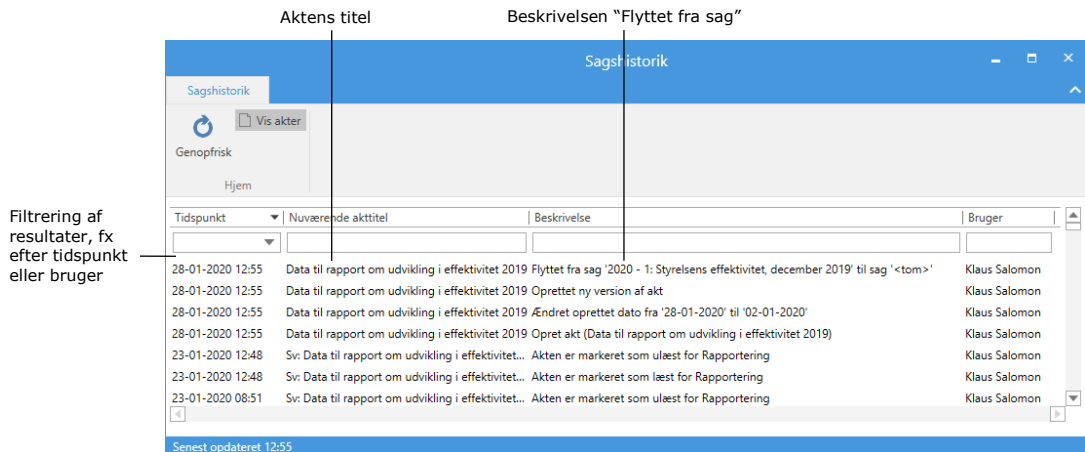 Aktens titel
Beskrivelsen “Flyttet fra sag”
Sagshistorik
Sagshistorik
Genopfrisk
Vis akter
Hjem
Filtrering af
resultater, fx
efter tidspunkt
eller bruger
Tidspunkt Nuværende akttitel Beskrivelse Bruger
28-01-2020 12:55 Data til rapport om udvikling i effektivitet 2019 Flyttet fra sag '2020 - 1: Styrelsens effektivitet, december 2019' til sag '<tom>' Klaus Salomon
28-01-2020 12:55 Data til rapport om udvikling i effektivitet 2019 Oprettet ny version af akt Klaus Salomon
28-01-2020 12:55 Data til rapport om udvikling i effektivitet 2019 Ændret oprettet dato fra '28-01-2020' til '02-01-2020' Klaus Salomon
28-01-2020 12:55 Data til rapport om udvikling i effektivitet 2019 Opret akt (Data til rapport om udvikling i effektivitet 2019) Klaus Salomon
23-01-2020 12:48 Sv: Data til rapport om udvikling i effektivitet... Akten er markeret som ulæst for Rapportering Klaus Salomon
23-01-2020 12:48 Sv: Data til rapport om udvikling i effektivitet... Akten er markeret som læst for Rapportering Klaus Salomon
23-01-2020 08:51 Sv: Data til rapport om udvikling i effektivitet... Akten er markeret som ulæst for Rapportering Klaus Salomon
Senest opdateret 12:55